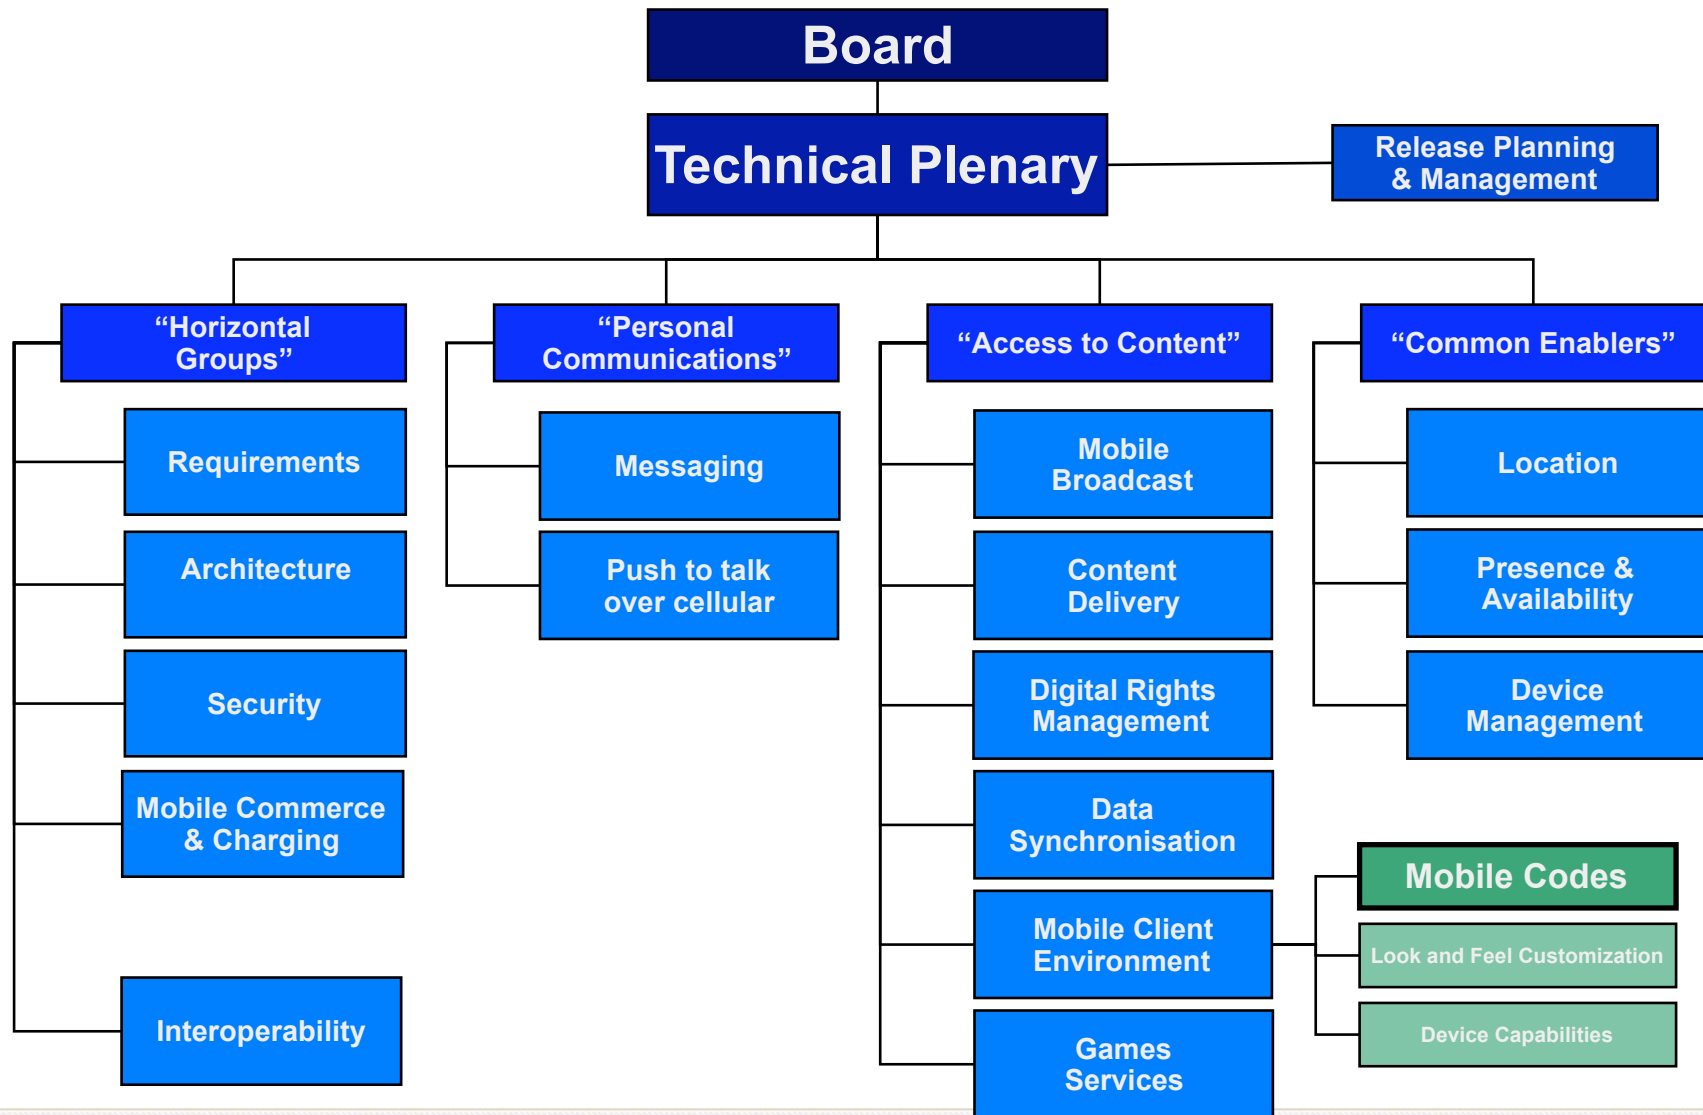 Board
Technical Plenary
Release Planning
& Management
“Horizontal
Groups”
“Personal
Communications”
“Access to Content”
“Common Enablers”
Requirements
Architecture
Security
Mobile Commerce
& Charging
Interoperability
Messaging
Push to talk
over cellular
Mobile
Broadcast
Content
Delivery
Digital Rights
Management
Data
Synchronisation
Mobile Client
Environment
Games
Services
Location
Presence &
Availability
Device
Management
Mobile Codes
Look and Feel Customization
Device Capabilities